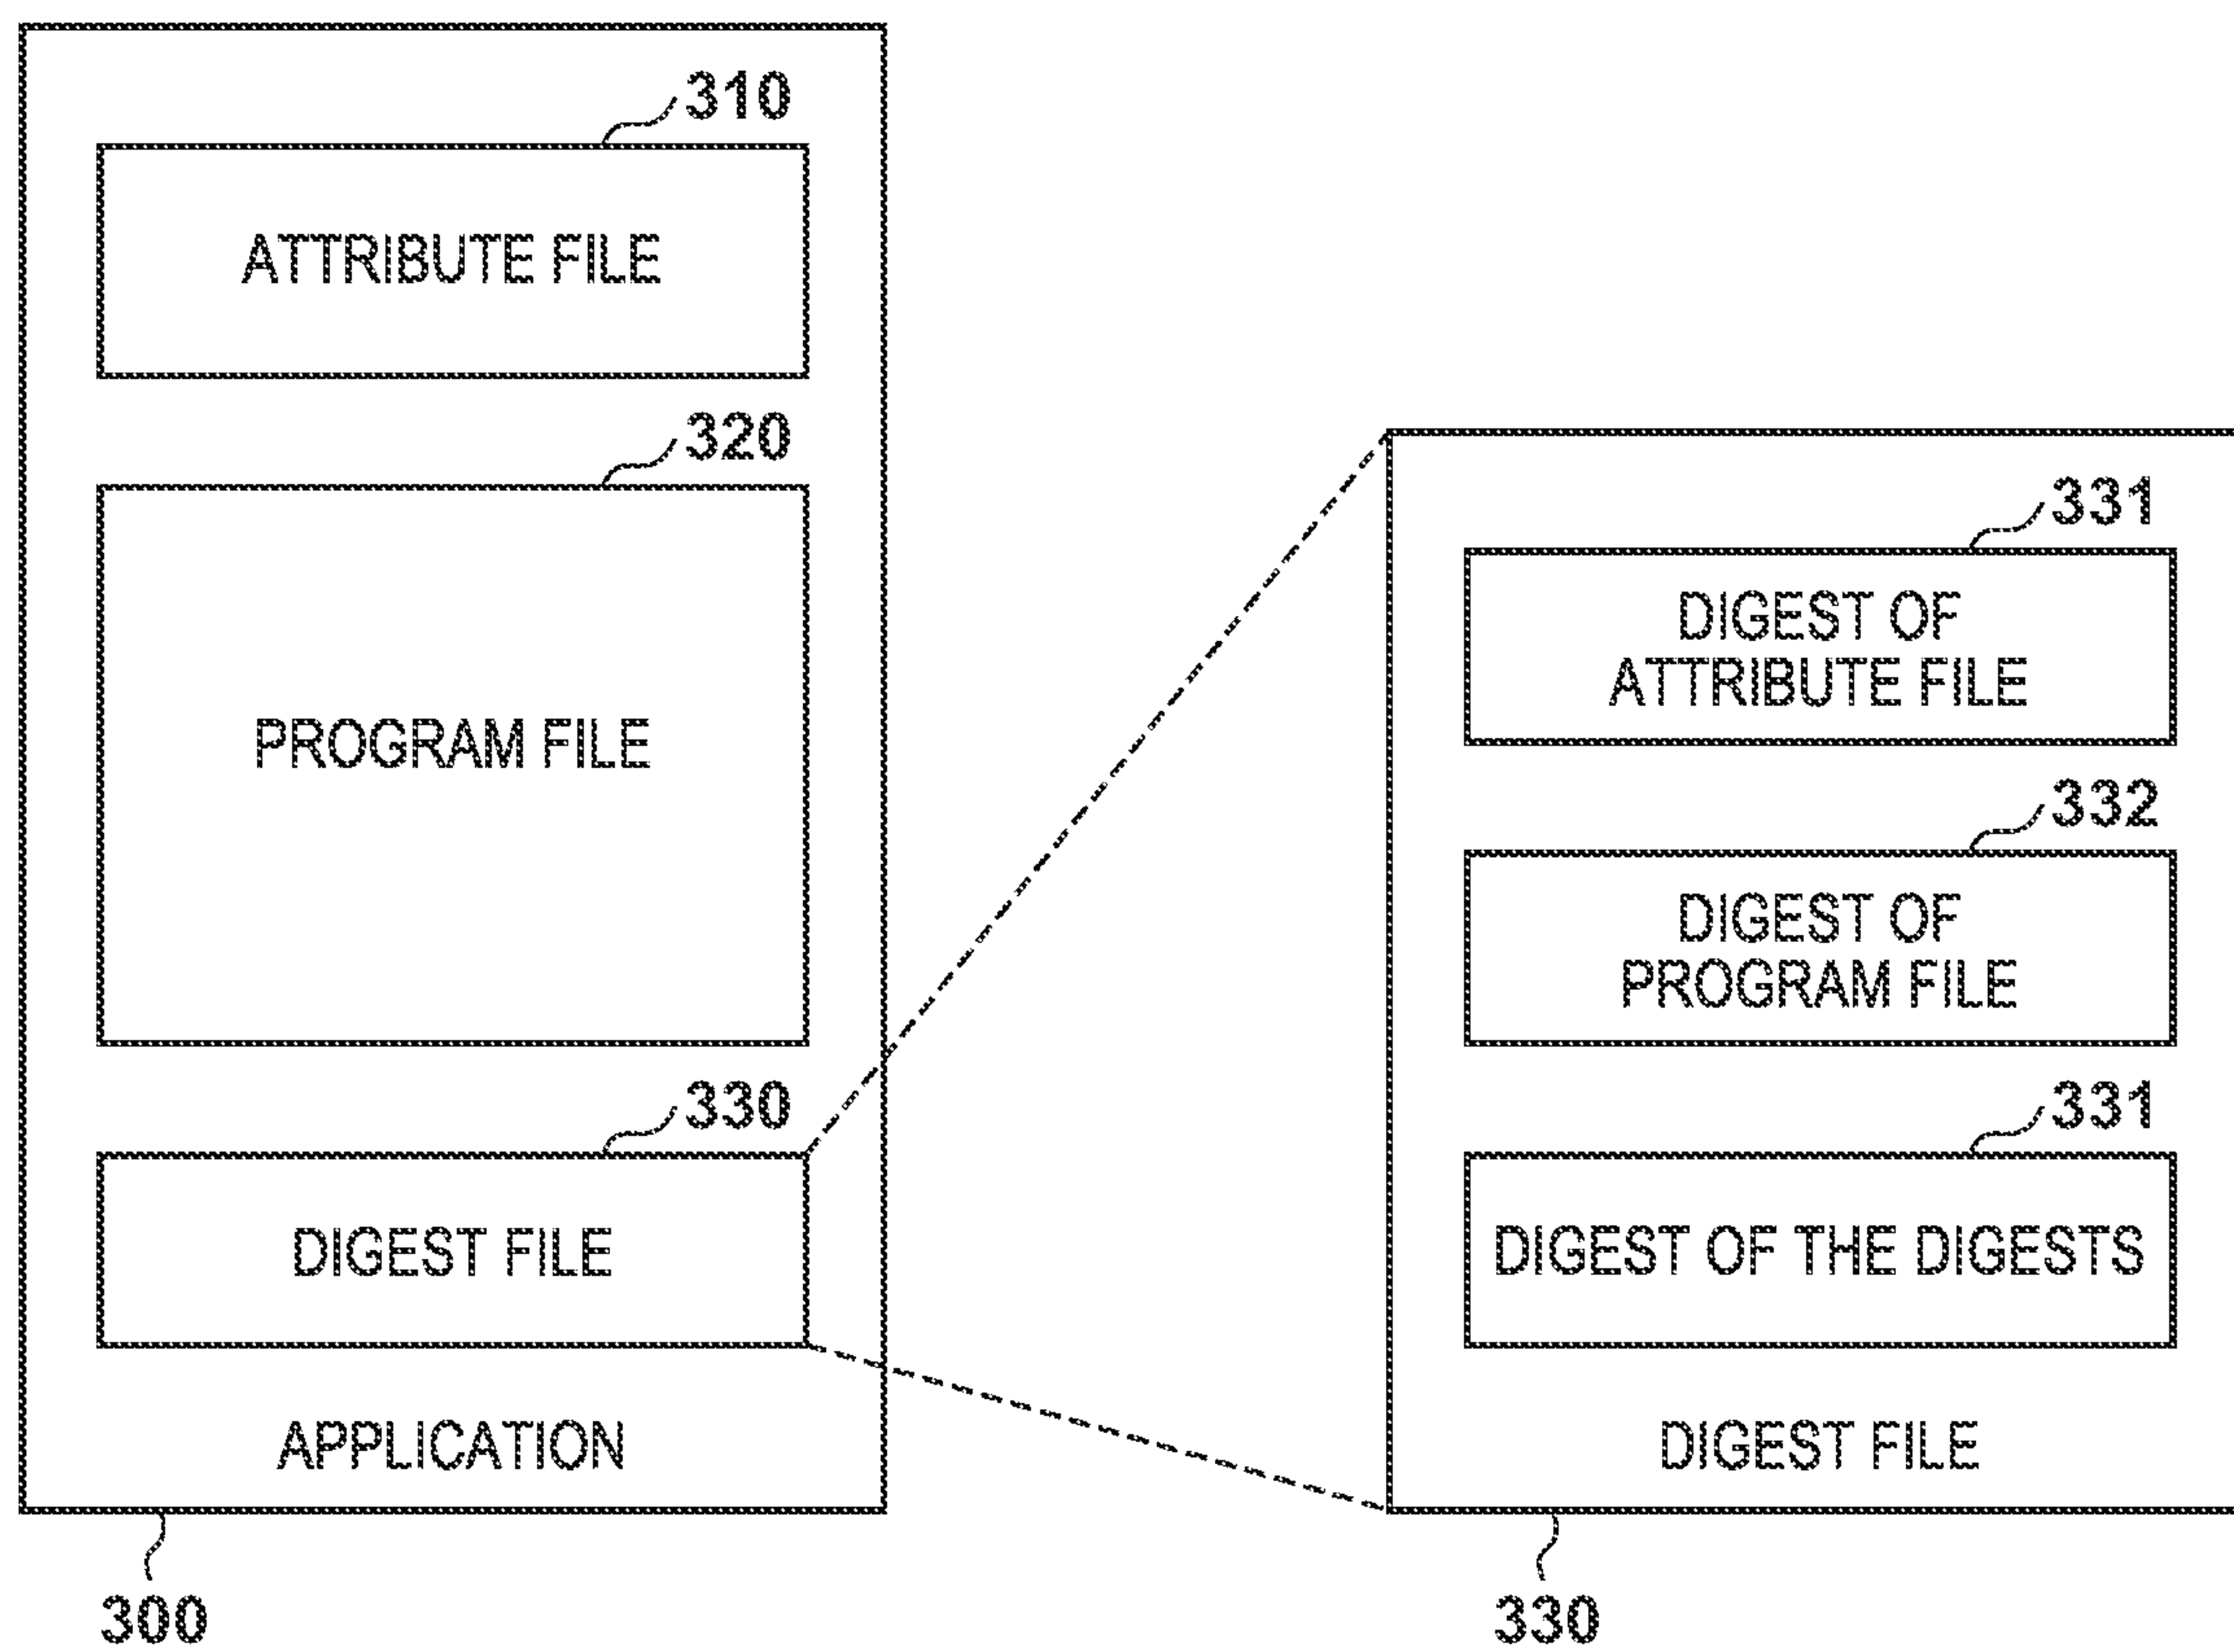 310
ATTRIBUTE FILE
320
PROGRAM FILE
330
DIGEST FILE
APPLICATION
300
331
DIGEST OF
ATTRIBUTE FILE
332
DIGEST OF
PROGRAM FILE
331
DIGEST OF THE DIGESTS
DIGEST FILE
330